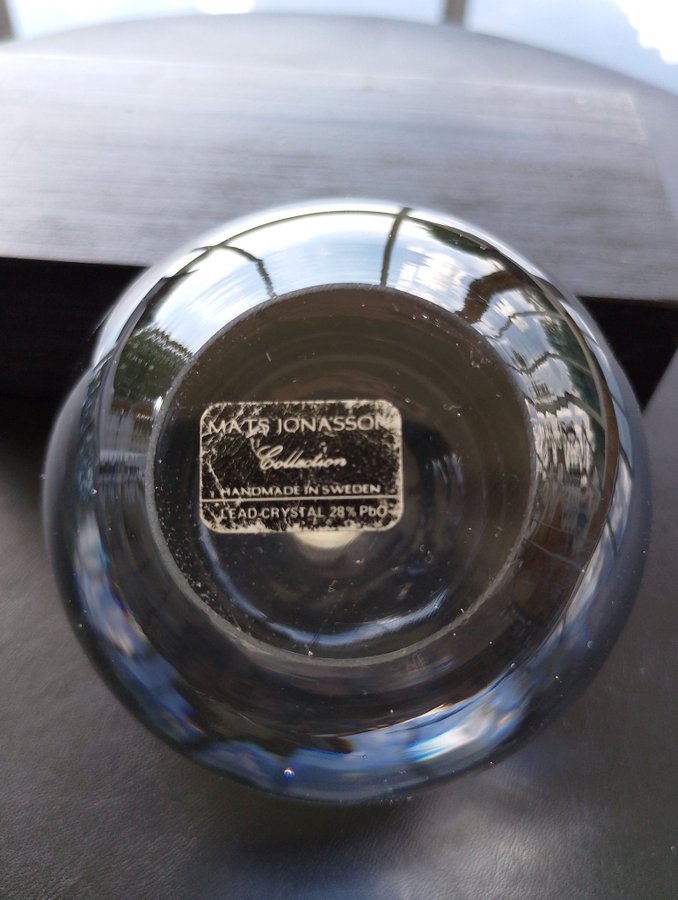 MATS JONASSON
Collection
HANDMADE IN SWEDEN
LEAD-CRYSTAL 28% PbO